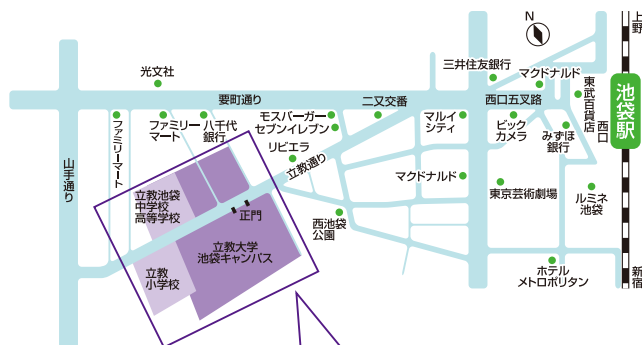 N
上野
三井住友銀行
光文社
マクドナルド
東武百貨店
西口
池袋駅
要町通り
二又交番
西口五叉路
モスバーガー
セブンイレブン
マルイ
シティ
ビック
カメラ
みずほ
銀行
ファミリーマート
ファミリー
マート
八千代
銀行
リビエラ
立教通り
山手通り
マクドナルド
東京芸術劇場
ルミネ
池袋
立教池袋
中学校
高等学校
正門
西池袋
公園
立教大学
池袋キャンパス
立教
小学校
ホテル
メトロポリタン
新宿